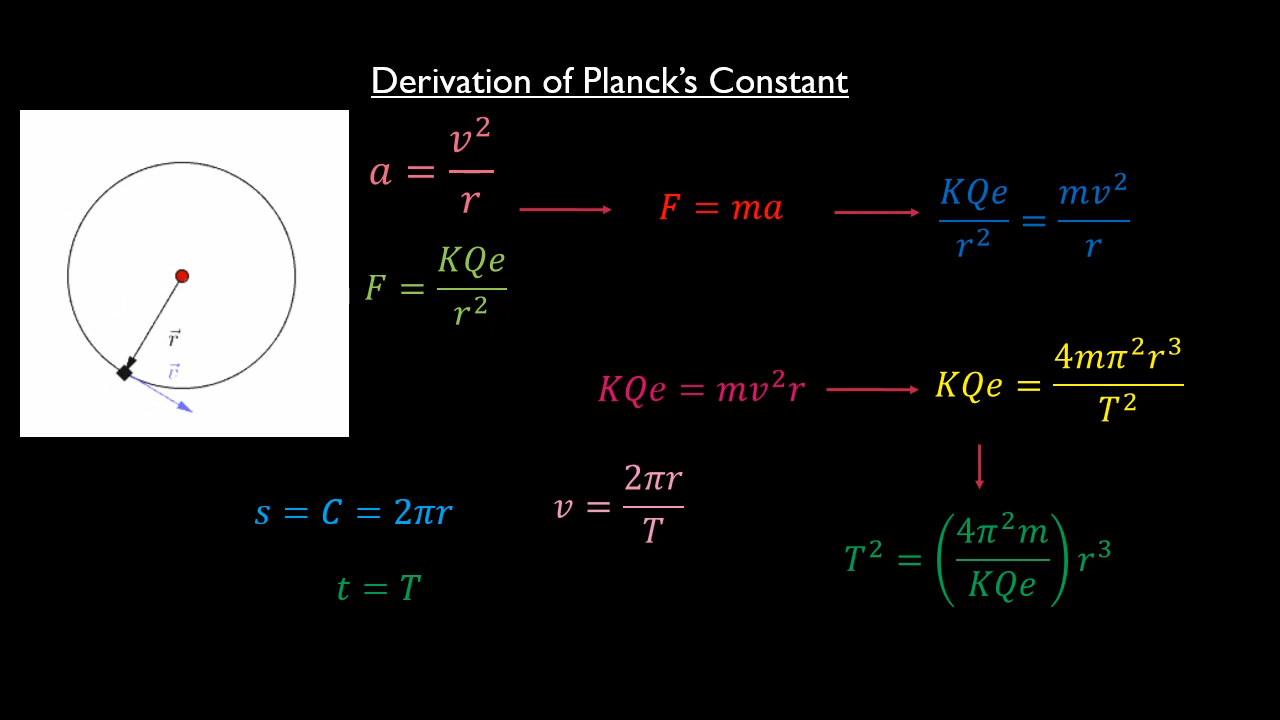 Derivation of Planck's Constant
a = v²/r
F = KQe/r²
F = ma
KQe/r² = mv²/r
r⃗
v⃗
KQe = mv²r
KQe = 4mπ²r³/T²
s = C = 2πr
t = T
v = 2πr/T
T² = (4π²m/KQe) r³